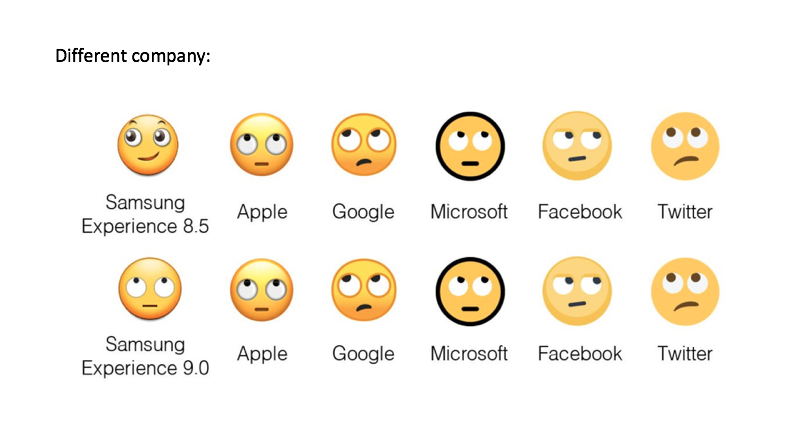 Different company:
Samsung
Experience 8.5
Apple
Google
Microsoft
Facebook
Twitter
Samsung
Experience 9.0
Apple
Google
Microsoft
Facebook
Twitter